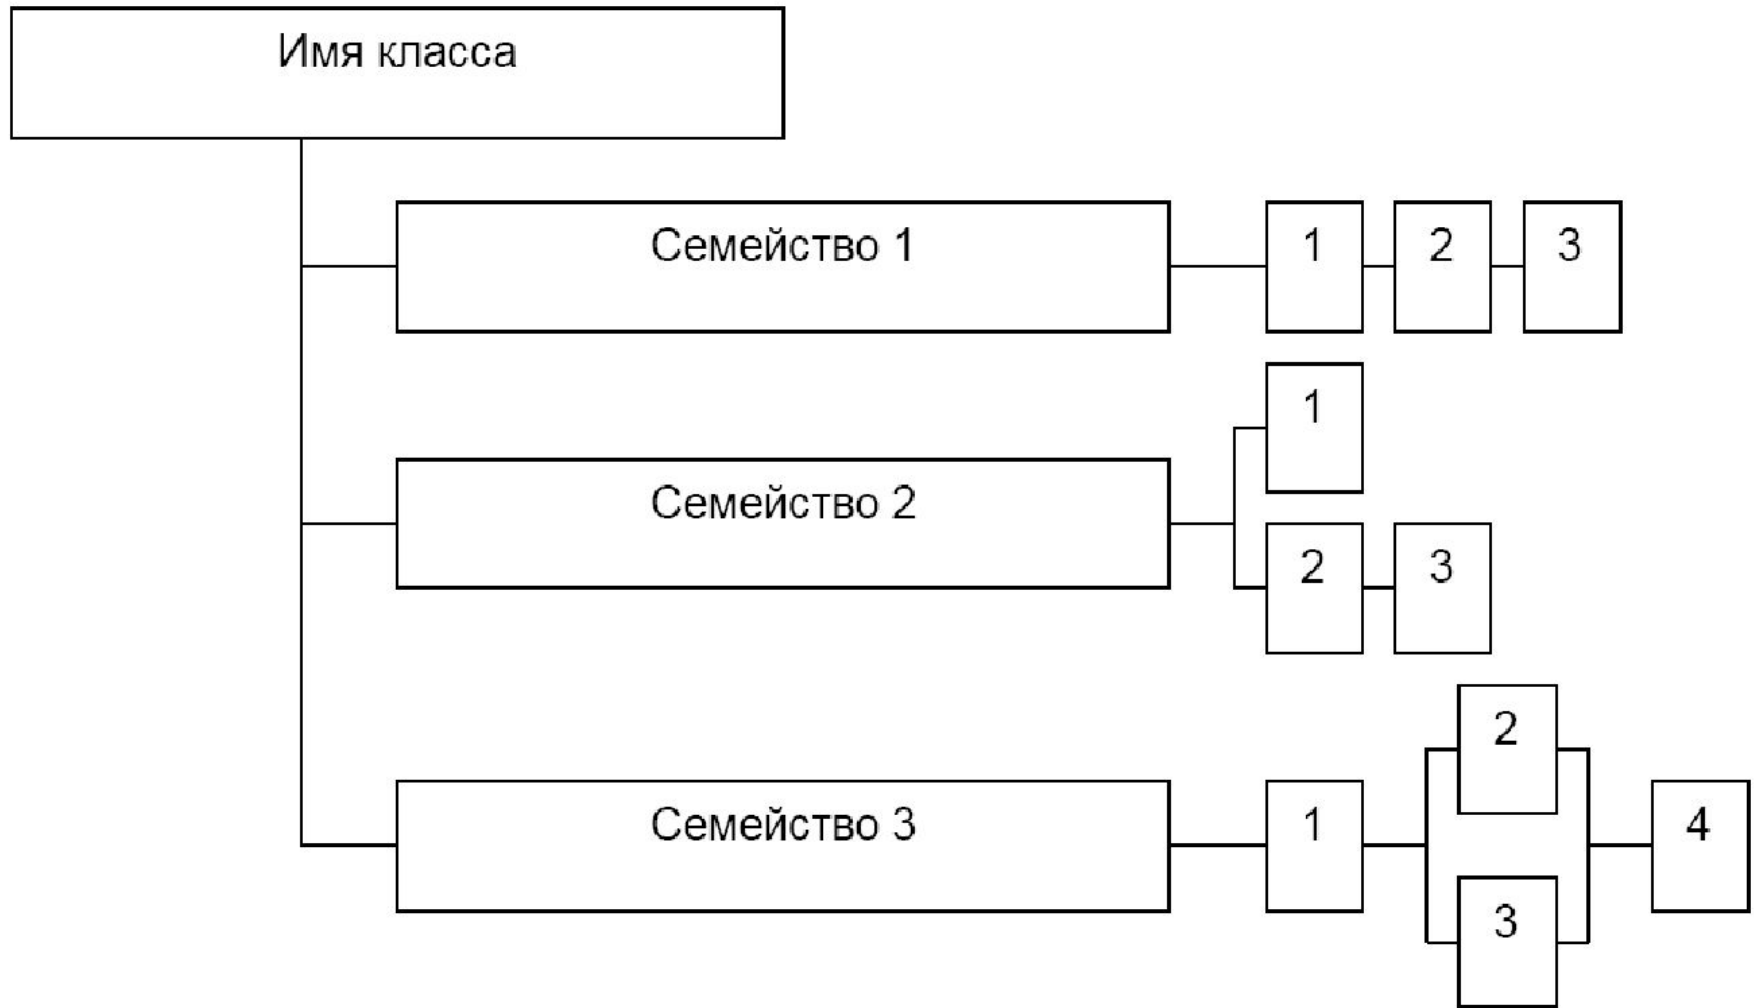 Имя класса
Семейство 1
1 2 3
1
Семейство 2
2 3
2
Семейство 3
1
4
3